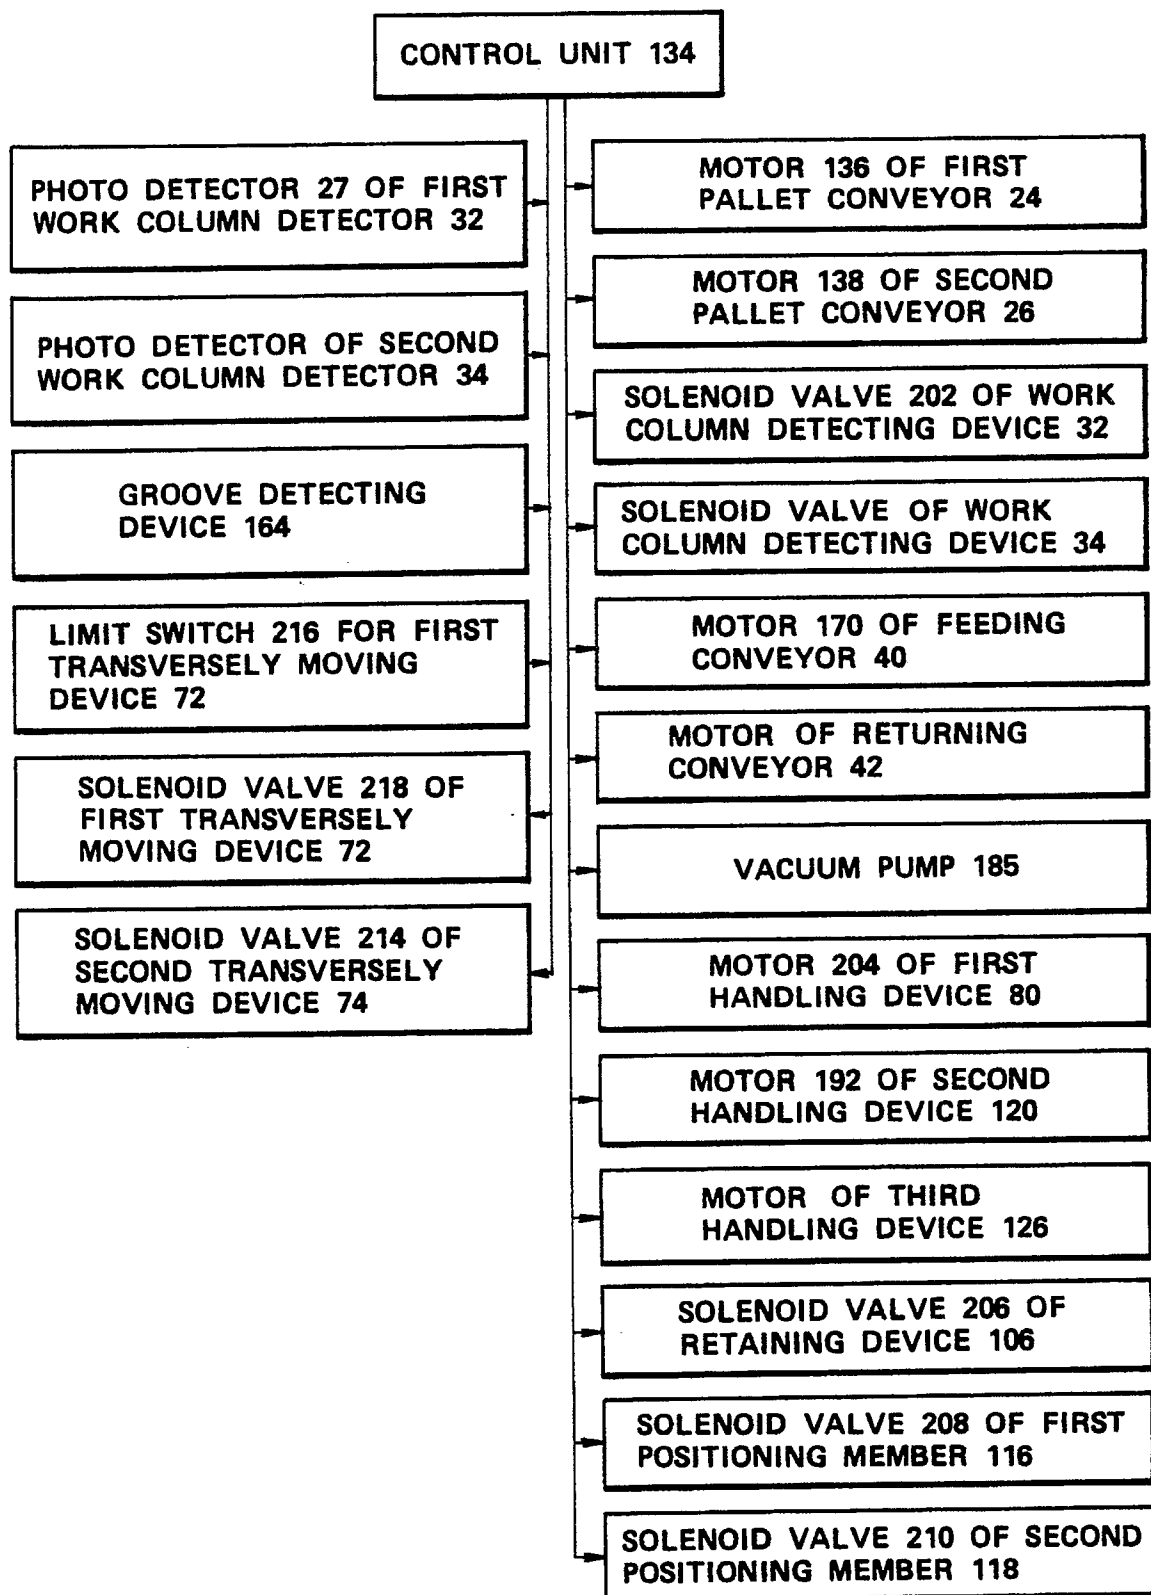 CONTROL UNIT 134
PHOTO DETECTOR 27 OF FIRST
WORK COLUMN DETECTOR 32
PHOTO DETECTOR OF SECOND
WORK COLUMN DETECTOR 34
GROOVE DETECTING
DEVICE 164
LIMIT SWITCH 216 FOR FIRST
TRANSVERSELY MOVING
DEVICE 72
SOLENOID VALVE 218 OF
FIRST TRANSVERSELY
MOVING DEVICE 72
SOLENOID VALVE 214 OF
SECOND TRANSVERSELY
MOVING DEVICE 74
MOTOR 136 OF FIRST
PALLET CONVEYOR 24
MOTOR 138 OF SECOND
PALLET CONVEYOR 26
SOLENOID VALVE 202 OF WORK
COLUMN DETECTING DEVICE 32
SOLENOID VALVE OF WORK
COLUMN DETECTING DEVICE 34
MOTOR 170 OF FEEDING
CONVEYOR 40
MOTOR OF RETURNING
CONVEYOR 42
VACUUM PUMP 185
MOTOR 204 OF FIRST
HANDLING DEVICE 80
MOTOR 192 OF SECOND
HANDLING DEVICE 120
MOTOR OF THIRD
HANDLING DEVICE 126
SOLENOID VALVE 206 OF
RETAINING DEVICE 106
SOLENOID VALVE 208 OF FIRST
POSITIONING MEMBER 116
SOLENOID VALVE 210 OF SECOND
POSITIONING MEMBER 118